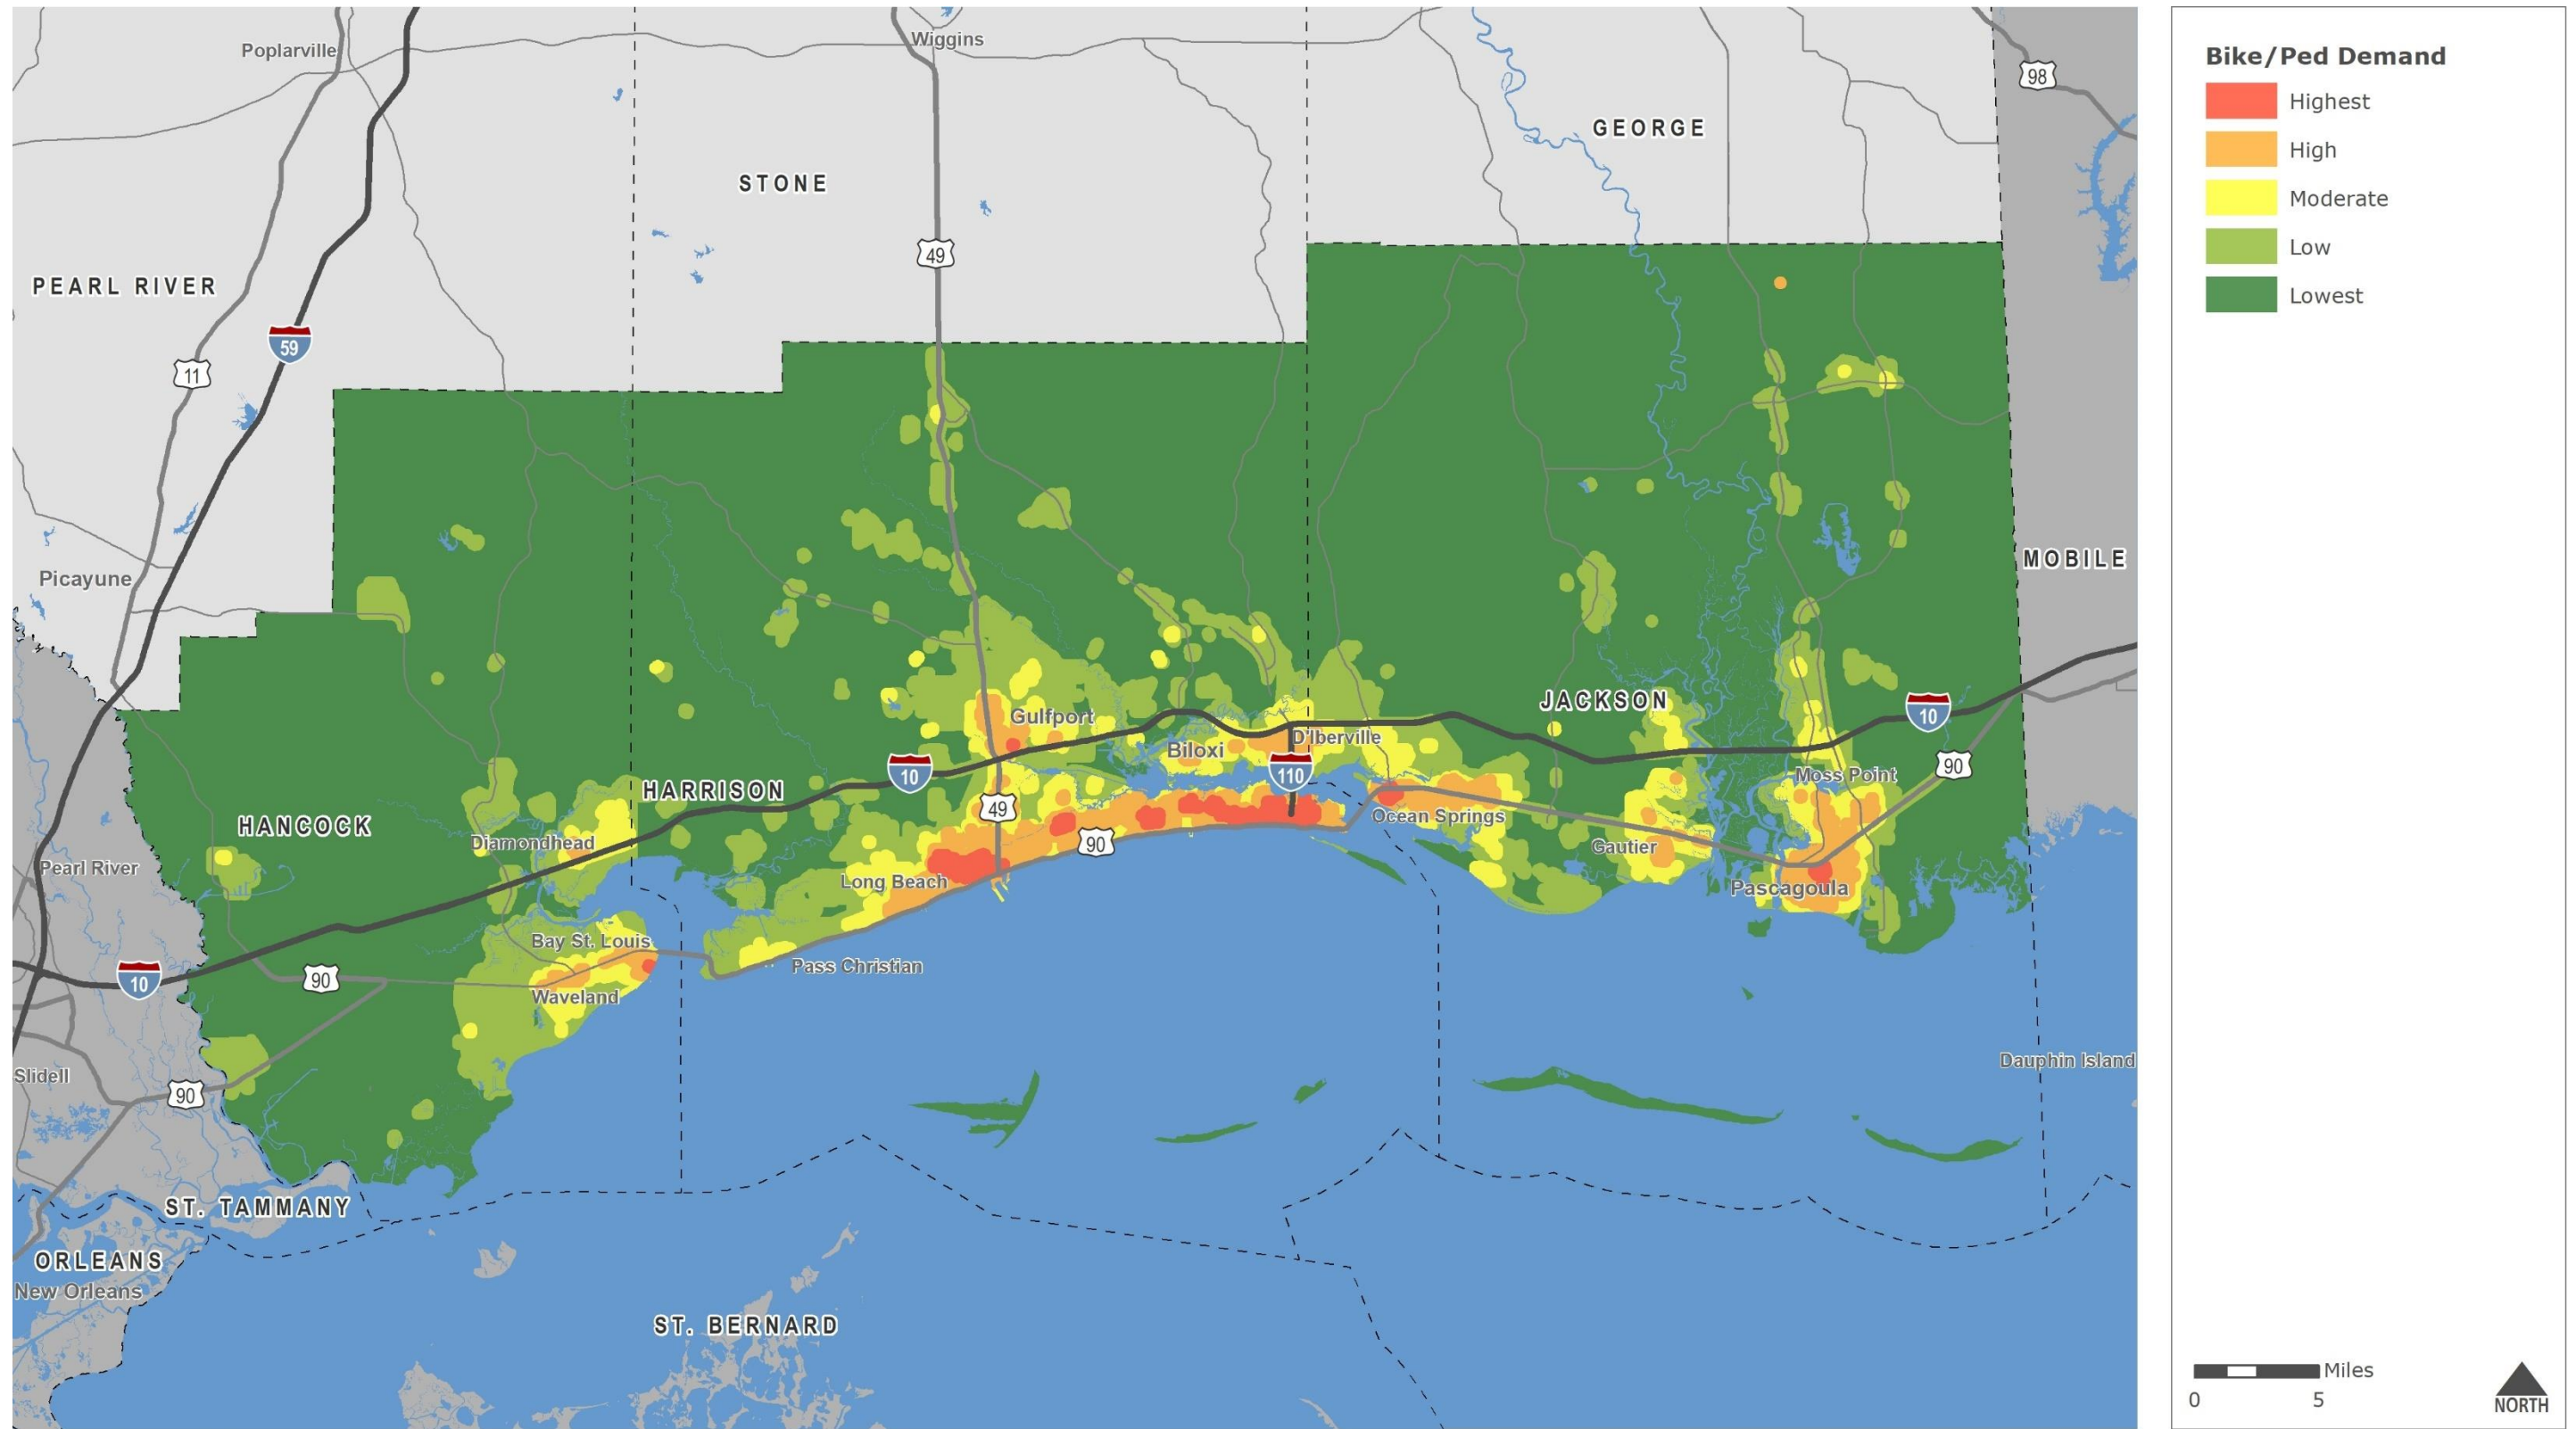 Poplarville
Wiggins
98
GEORGE
STONE
49
PEARL RIVER
59
11
MOBILE
Picayune
JACKSON
10
Gulfport
D'Iberville
Biloxi
90
10
110
Moss Point
HARRISON
49
Ocean Springs
HANCOCK
Diamondhead
90
Gautier
Pearl River
Long Beach
Pascagoula
Bay St. Louis
Pass Christian
10
90
Waveland
Dauphin Island
Slidell
90
ST. TAMMANY
ORLEANS
New Orleans
ST. BERNARD
Bike/Ped Demand
Highest
High
Moderate
Low
Lowest
Miles
0 5
NORTH